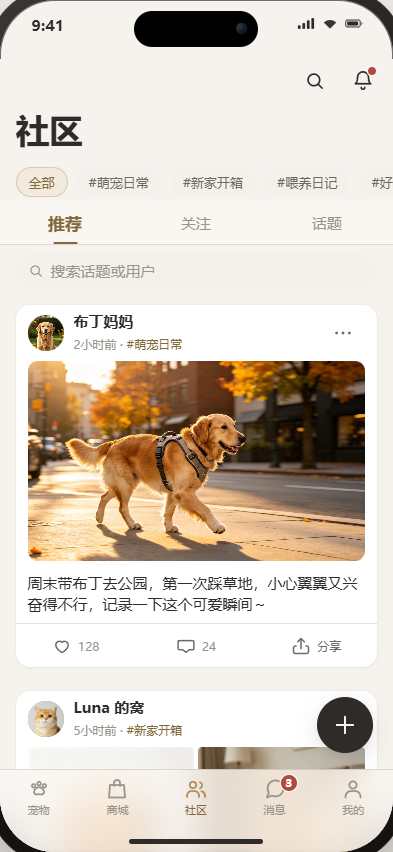 9:41
社区
全部 #萌宠日常 #新家开箱 #喂养日记 #好
推荐 关注 话题
搜索话题或用户
布丁妈妈
2小时前 · #萌宠日常
周末带布丁去公园，第一次踩草地，小心翼翼又兴
奋得不行，记录一下这个可爱瞬间～
128 24 分享
Luna 的窝
5小时前 · #新家开箱
3
宠物 商城 社区 消息 我的